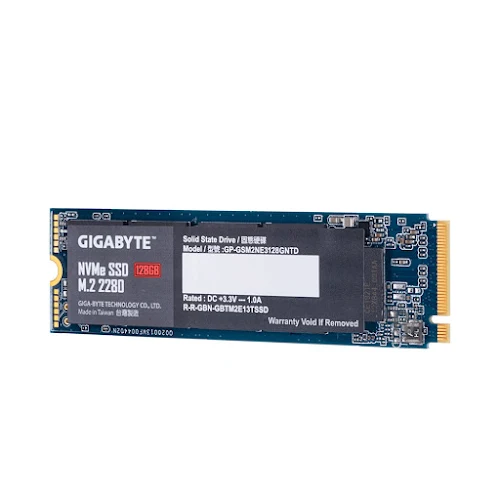 GIGABYTE™
NVMe SSD 128GB
M.2 2280
GIGA-BYTE TECHNOLOGY CO., LTD.
Made in Taiwan 台灣製造
Solid State Drive / 固態硬碟
Model / 型號 :GP-GSM2NE3128GNTD
Rated : DC +3.3V ⎓ 1.0A
R-R-GBN-GBTM2E13TSSD
Warranty Void If Removed